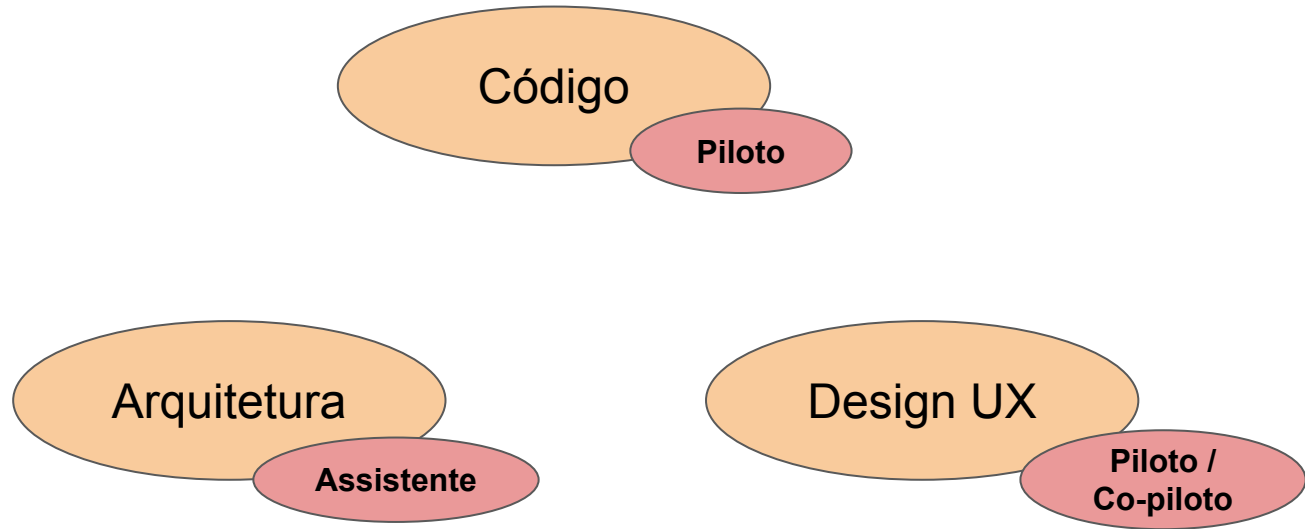 Código
Piloto
Arquitetura
Assistente
Design UX
Piloto /
Co-piloto